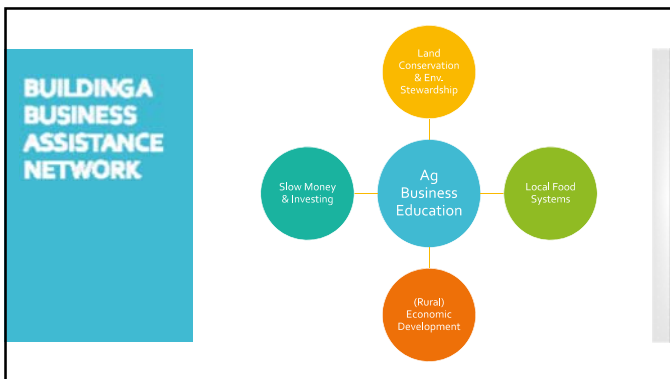 BUILDING A
BUSINESS
ASSISTANCE
NETWORK
Land
Conservation
& Env.
Stewardship
Slow Money
& Investing
Ag
Business
Education
Local Food
Systems
(Rural)
Economic
Development